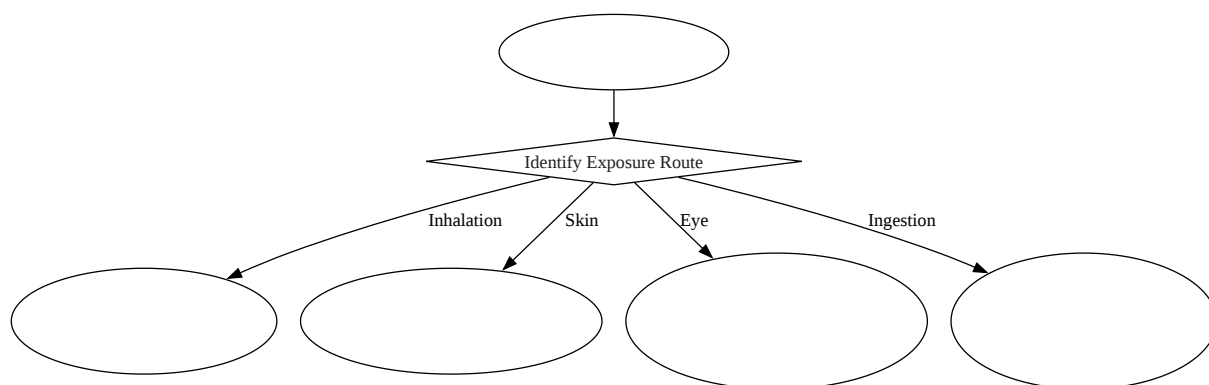 Identify Exposure Route
Inhalation
Skin
Eye
Ingestion